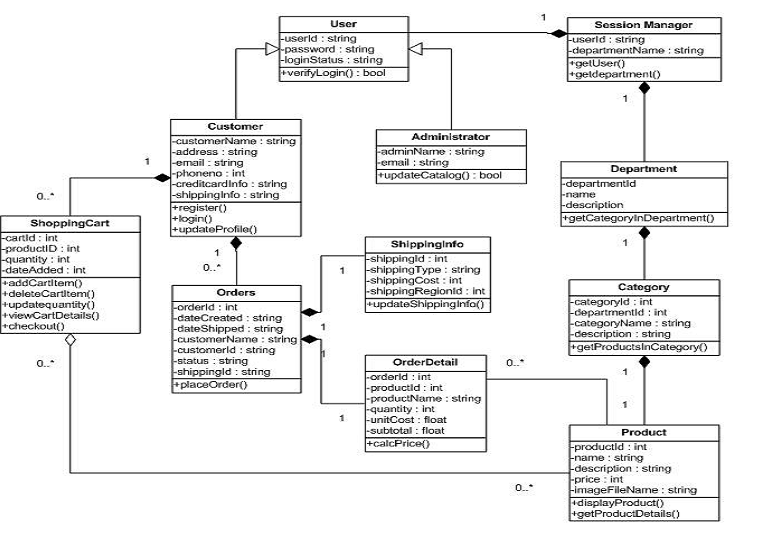 User
-userId : string
-password : string
-loginStatus : string
+verifyLogin() : bool
1
Session Manager
-userId : string
-departmentName : string
+getUser()
+getdepartment()
1
Customer
-customerName : string
-address : string
-email : string
-phoneno : int
-creditcardInfo : string
-shippingInfo : string
+register()
+login()
+updateProfile()
Administrator
-adminName : string
-email : string
+updateCatalog() : bool
Department
-departmentId
-name
-description
+getCategoryInDepartment()
1
1
0..*
ShoppingCart
-cartId : int
-productID : int
-quantity : int
-dateAdded : int
+addCartItem()
+deleteCartItem()
+updatequantity()
+viewCartDetails()
+checkout()
0..*
1
0..*
ShippingInfo
-shippingId : int
-shippingType : string
-shippingCost : int
-shippingRegionId : int
+updateShippingInfo()
1
Category
-categoryId : int
-departmentId : int
-categoryName : string
-description : string
+getProductsInCategory()
1
1
Orders
-orderId : int
-dateCreated : string
-dateShipped : string
-customerName : string
-customerId : string
-status : string
-shippingId : string
+placeOrder()
1
1
1
OrderDetail
-orderId : int
-productId : int
-productName : string
-quantity : int
-unitCost : float
-subtotal : float
+calcPrice()
0..*
Product
-productId : int
-name : string
-description : string
-price : int
-imageFileName : string
+displayProduct()
+getProductDetails()
0..*